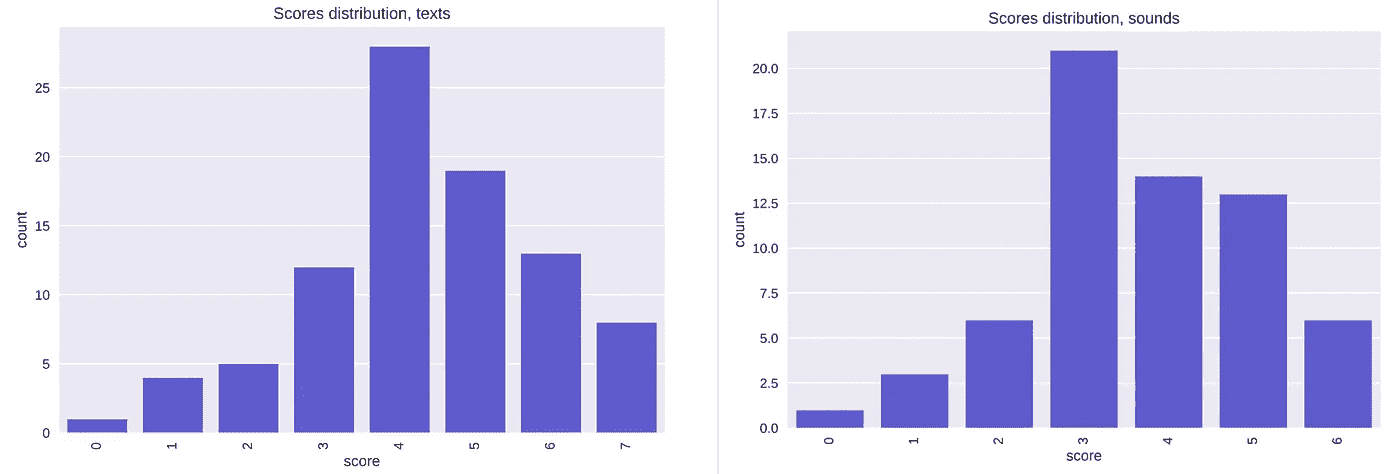 Scores distribution, texts
count
25
20
15
10
5
0
0 1 2 3 4 5 6 7
score
Scores distribution, sounds
count
20.0
17.5
15.0
12.5
10.0
7.5
5.0
2.5
0.0
0 1 2 3 4 5 6
score